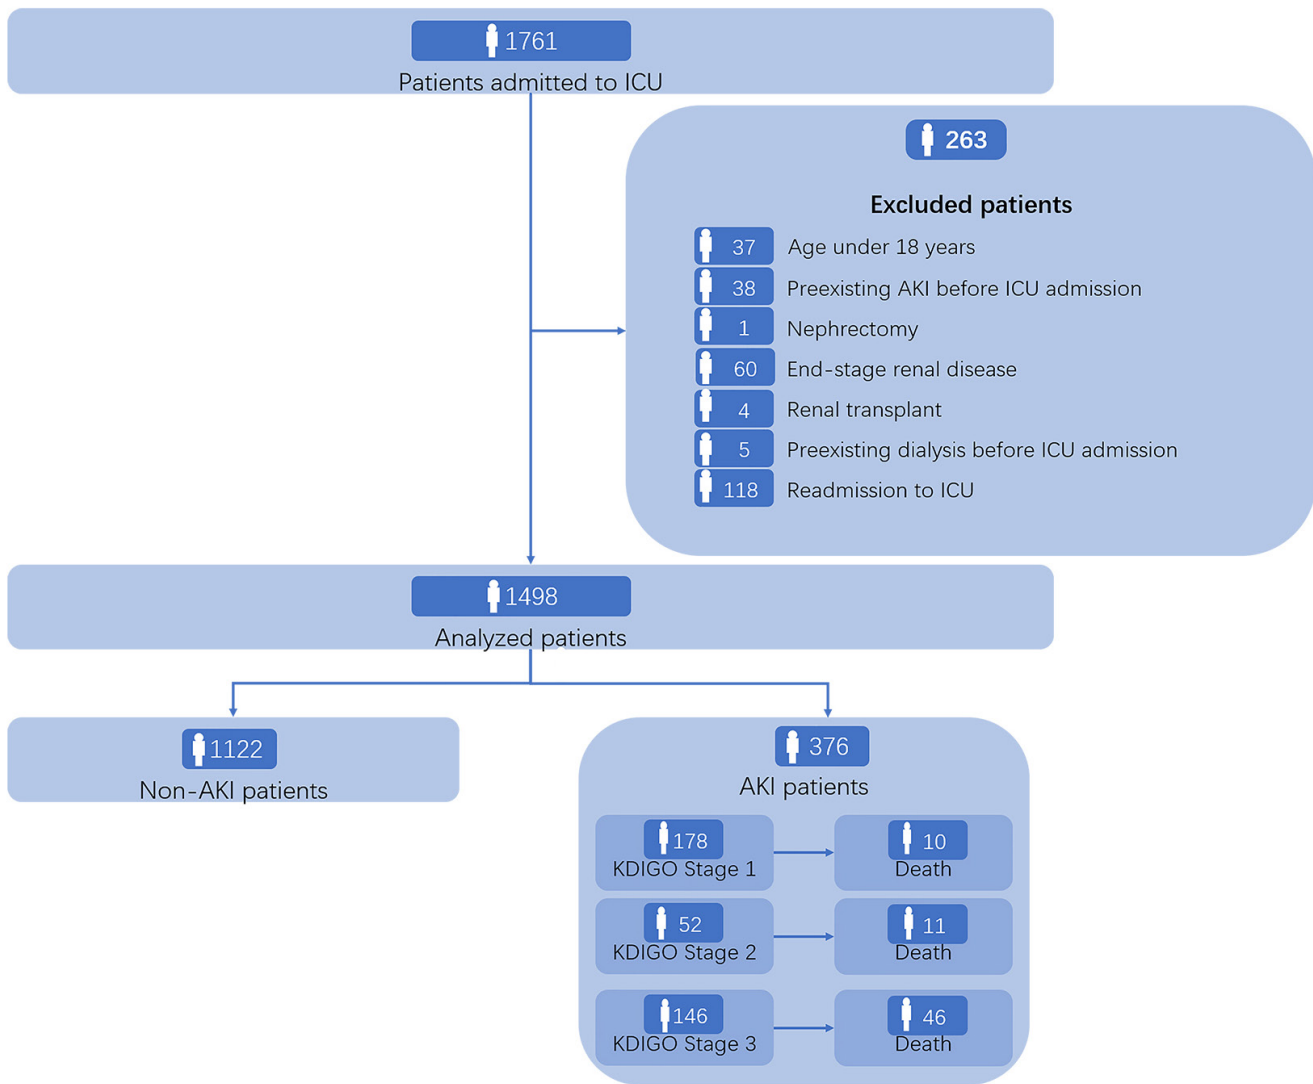 1761
Patients admitted to ICU
263
Excluded patients
37 Age under 18 years
38 Preexisting AKI before ICU admission
1 Nephrectomy
60 End-stage renal disease
4 Renal transplant
5 Preexisting dialysis before ICU admission
118 Readmission to ICU
1498
Analyzed patients
1122
Non-AKI patients
376
AKI patients
178
KDIGO Stage 1
10
Death
52
KDIGO Stage 2
11
Death
146
KDIGO Stage 3
46
Death